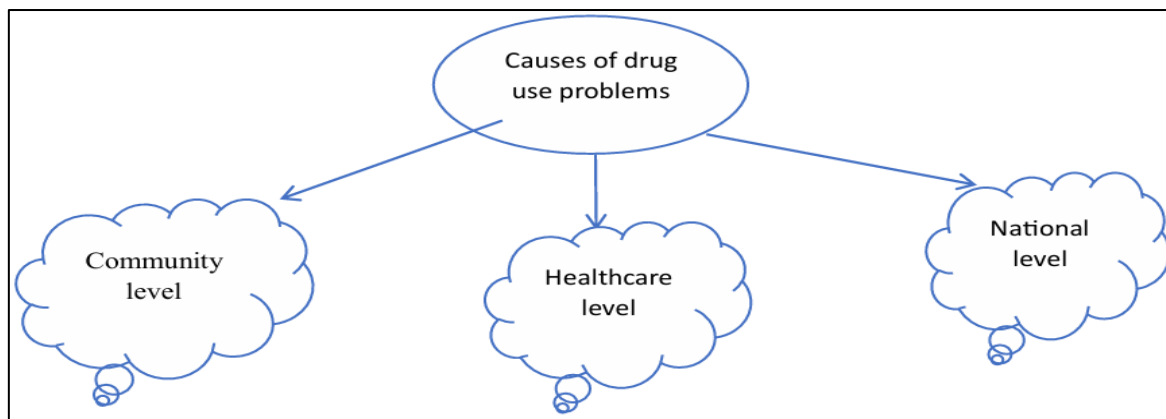 Causes of drug
use problems
Community
level
Healthcare
level
National
level